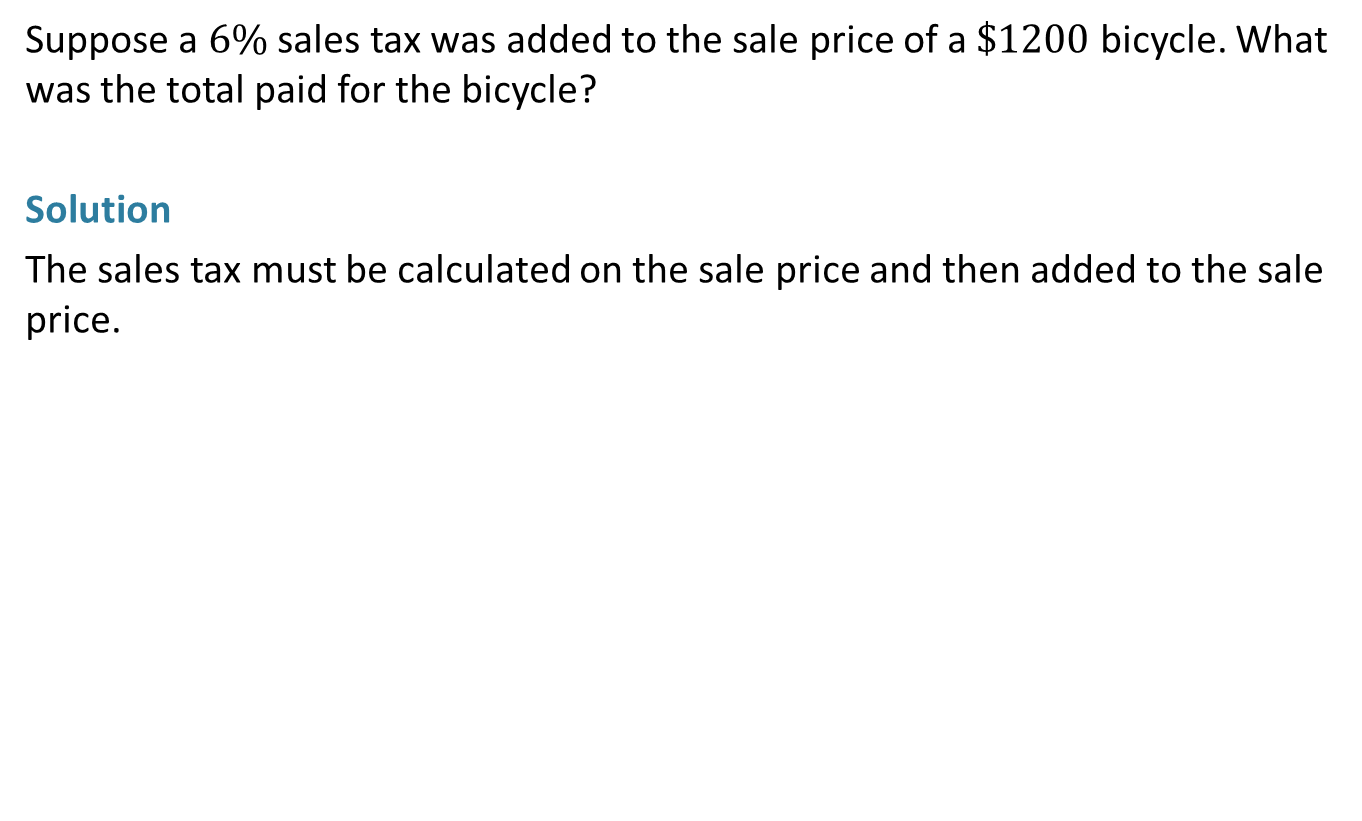 Suppose a 6% sales tax was added to the sale price of a $1200 bicycle. What
was the total paid for the bicycle?
Solution
The sales tax must be calculated on the sale price and then added to the sale
price.